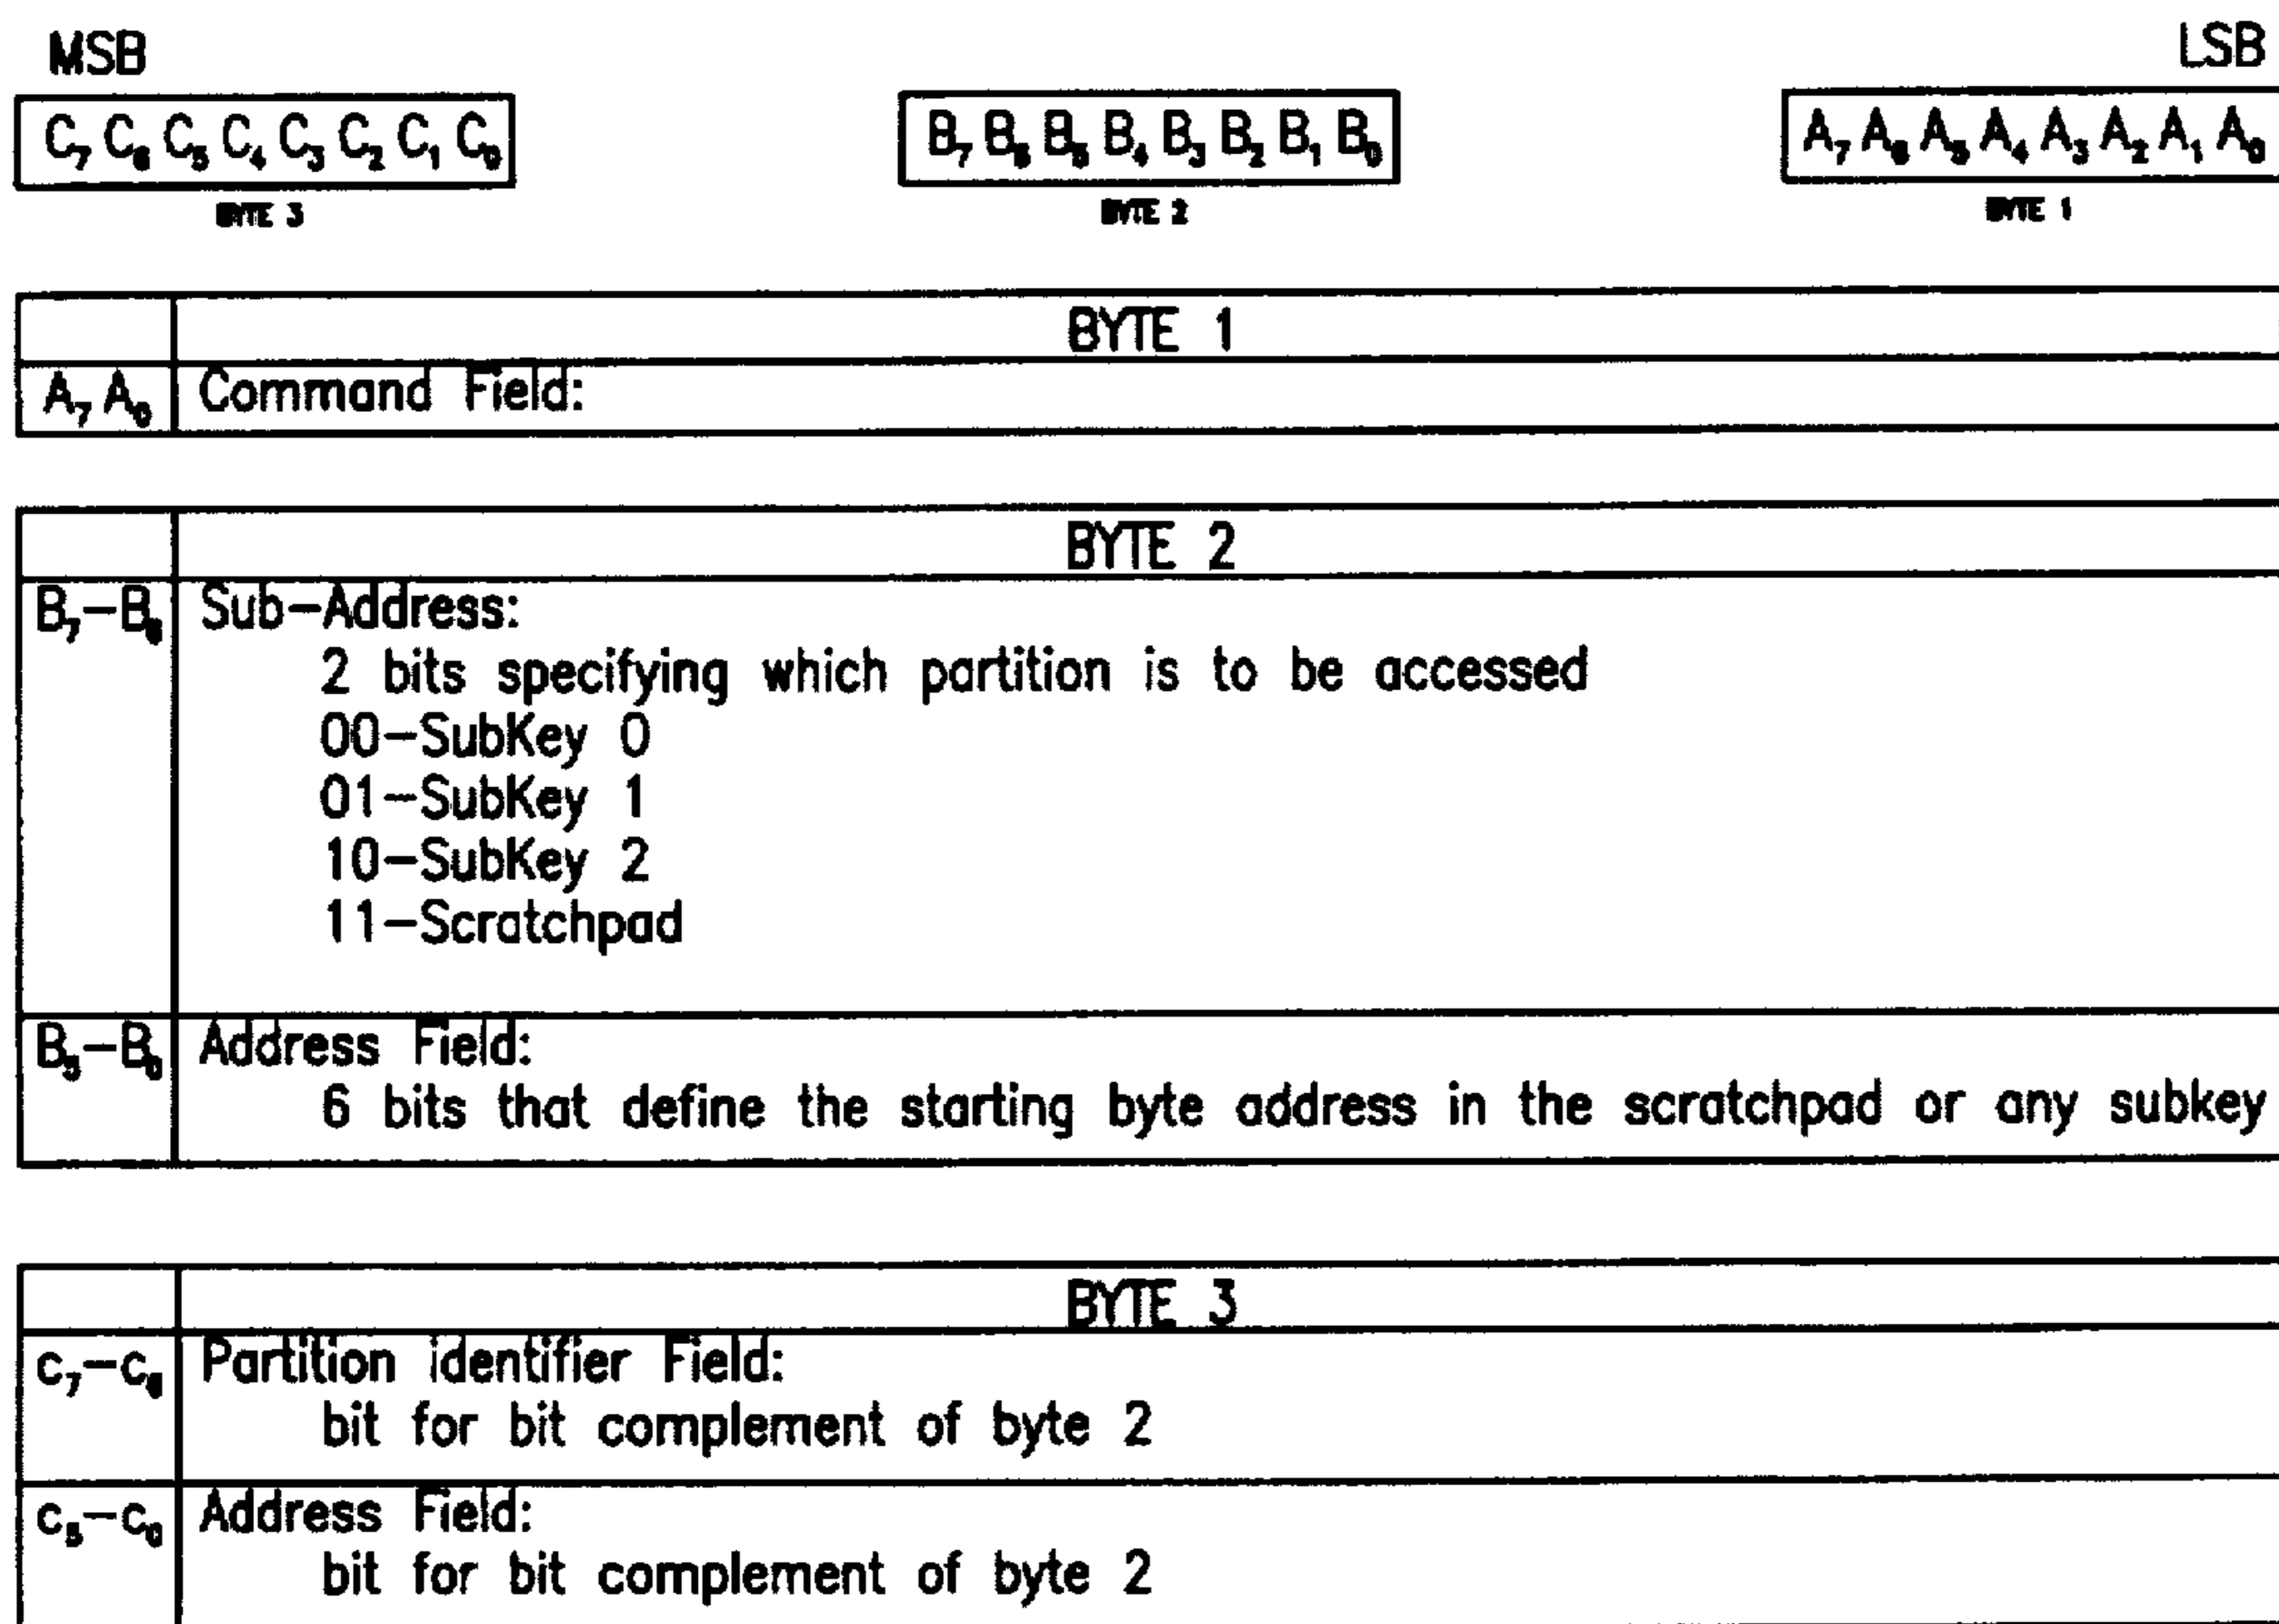 MSB LSB
C₇ C₆ C₅ C₄ C₃ C₂ C₁ C₀ B₇ B₆ B₅ B₄ B₃ B₂ B₁ B₀ A₇ A₆ A₅ A₄ A₃ A₂ A₁ A₀
BYTE 3 BYTE 2 BYTE 1
BYTE 1
A₇ A₀ Command Field:
BYTE 2
B₇–B₆ Sub–Address:
2 bits specifying which partition is to be accessed
00–SubKey 0
01–SubKey 1
10–SubKey 2
11–Scratchpad
B₅–B₀ Address Field:
6 bits that define the starting byte address in the scratchpad or any subkey
BYTE 3
c₇–c₆ Partition identifier Field:
bit for bit complement of byte 2
c₅–c₀ Address Field:
bit for bit complement of byte 2